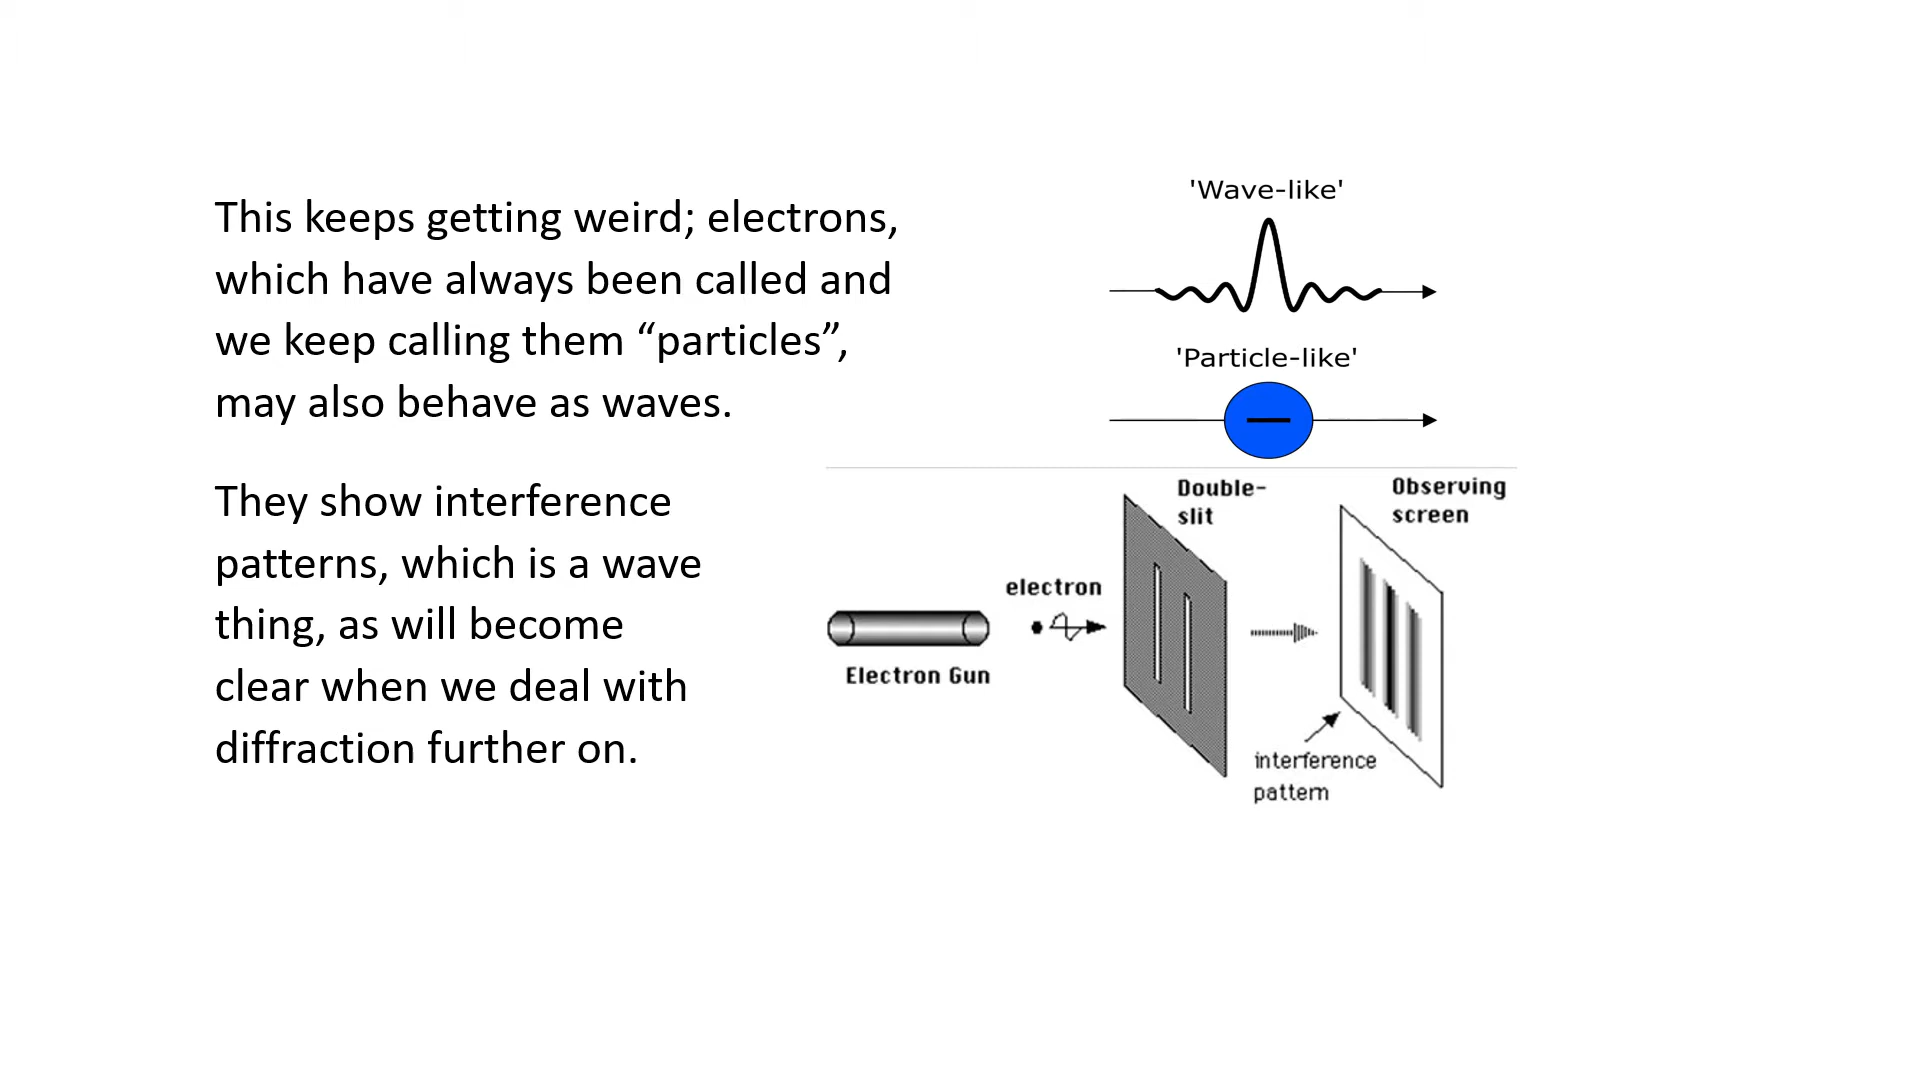 This keeps getting weird; electrons,
which have always been called and
we keep calling them “particles”,
may also behave as waves.
They show interference
patterns, which is a wave
thing, as will become
clear when we deal with
diffraction further on.
'Wave-like'
'Particle-like'
Double-
slit
Observing
screen
electron
Electron Gun
interference
pattern